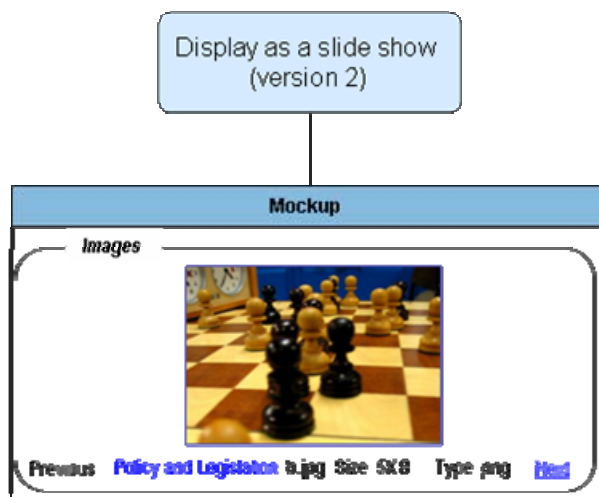 Display as a slide show
(version 2)
Mockup
Images
Previous Policy and Legislation b.jpg Size 5KB Type png Next